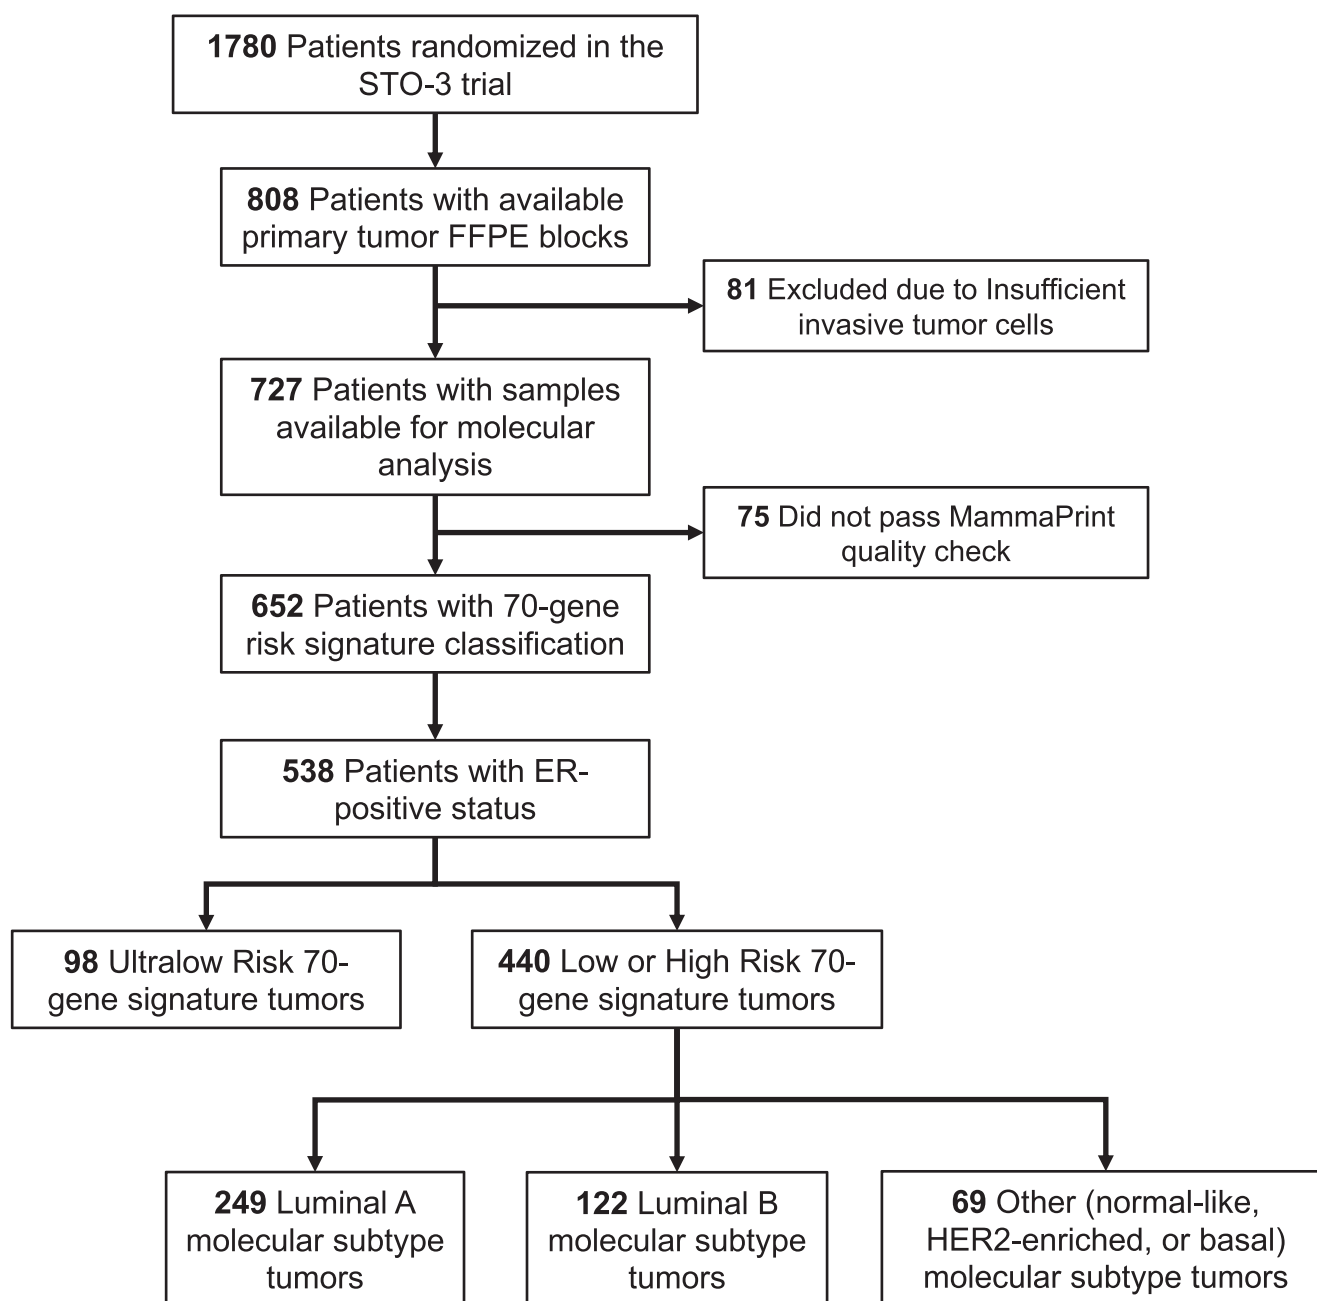 1780 Patients randomized in the
STO-3 trial
808 Patients with available
primary tumor FFPE blocks
81 Excluded due to Insufficient
invasive tumor cells
727 Patients with samples
available for molecular
analysis
75 Did not pass MammaPrint
quality check
652 Patients with 70-gene
risk signature classification
538 Patients with ER-
positive status
98 Ultralow Risk 70-
gene signature tumors
440 Low or High Risk 70-
gene signature tumors
249 Luminal A
molecular subtype
tumors
122 Luminal B
molecular subtype
tumors
69 Other (normal-like,
HER2-enriched, or basal)
molecular subtype tumors